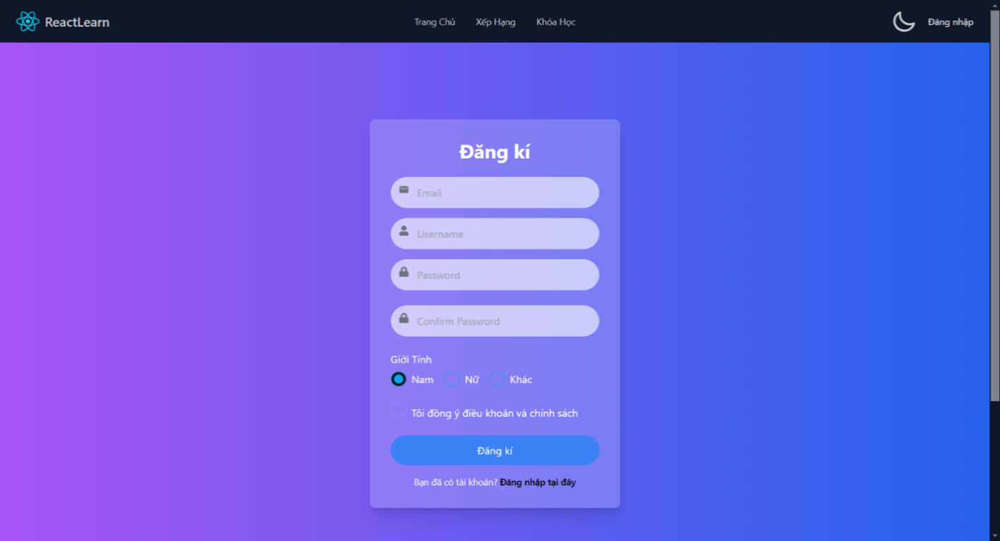 ReactLearn
Trang Chủ Xếp Hạng Khóa Học
Đăng nhập
Đăng kí
Email
Username
Password
Confirm Password
Giới Tính
Nam Nữ Khác
Tôi đồng ý điều khoản và chính sách
Đăng kí
Bạn đã có tài khoản? Đăng nhập tại đây